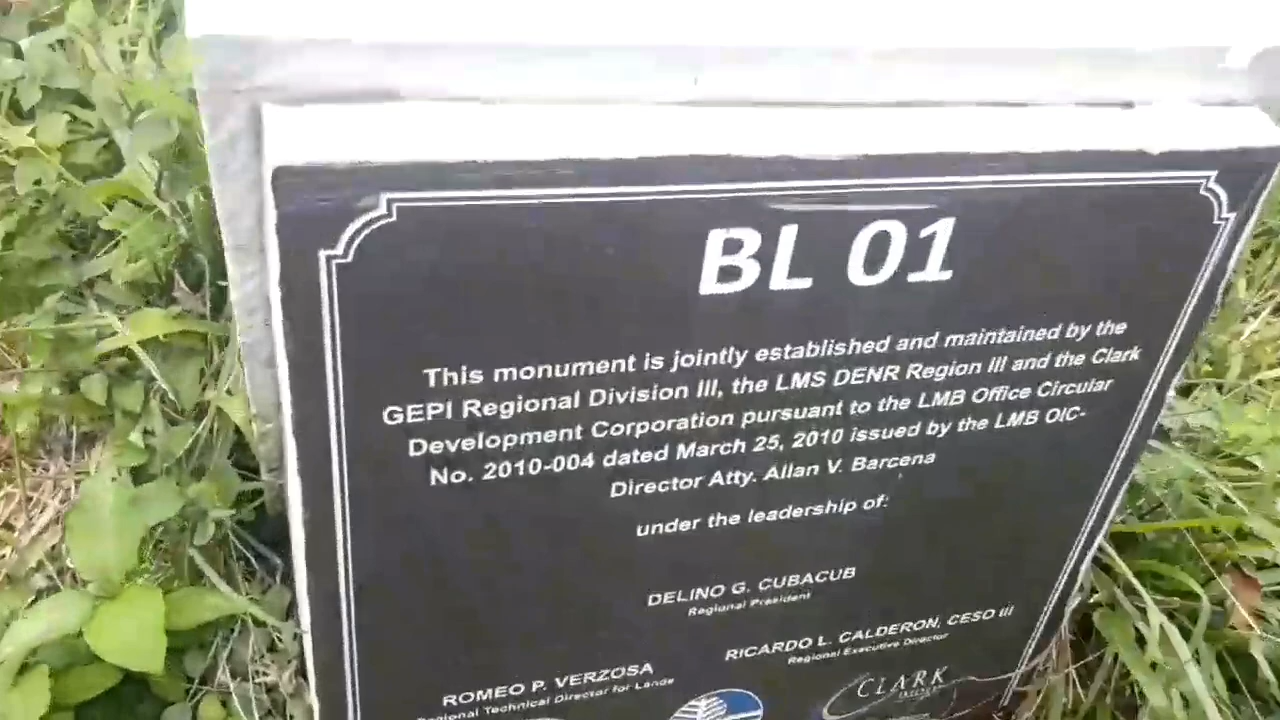 BL 01
This monument is jointly established and maintained by the
GEPI Regional Division III, the LMS DENR Region III and the Clark
Development Corporation pursuant to the LMB Office Circular
No. 2010-004 dated March 25, 2010 issued by the LMB OIC-
Director Atty. Allan V. Barcena
under the leadership of:
DELINO G. CUBACUB
Regional President
RICARDO L. CALDERON, CESO III
Regional Executive Director
ROMEO P. VERZOSA
Regional Technical Director for Lands
CLARK